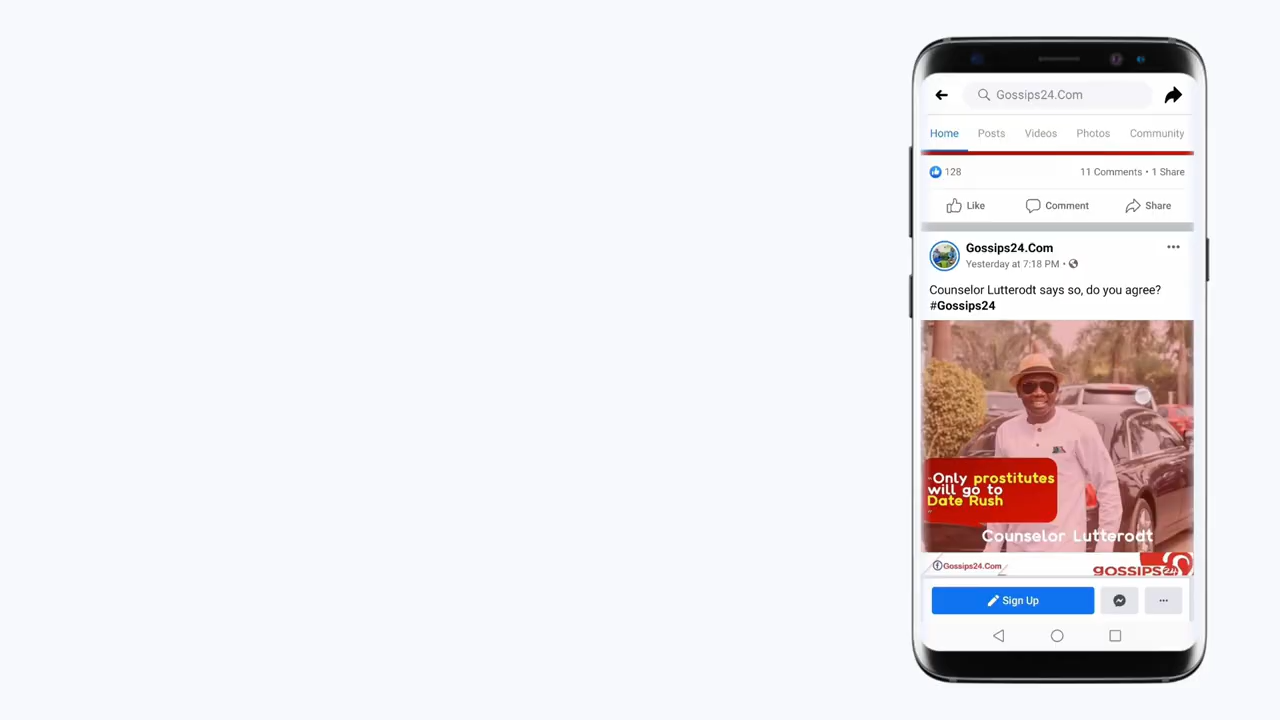 Gossips24.Com
Home Posts Videos Photos Community
128 11 Comments • 1 Share
Like Comment Share
Gossips24.Com
Yesterday at 7:18 PM •
Counselor Lutterodt says so, do you agree?
#Gossips24
Only prostitutes
will go to
Date Rush
Counselor Lutterodt
Gossips24.Com
gossips24
Sign Up